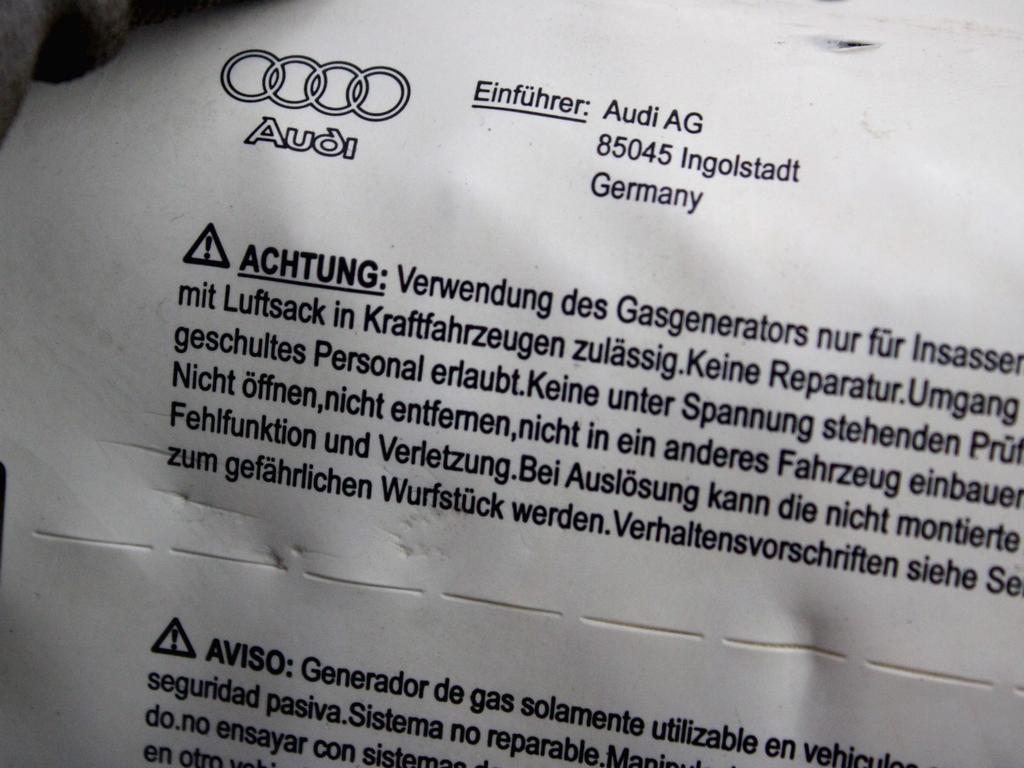 Audi
Einführer: Audi AG
85045 Ingolstadt
Germany
ACHTUNG: Verwendung des Gasgenerators nur für Insassen
mit Luftsack in Kraftfahrzeugen zulässig.Keine Reparatur.Umgang
geschultes Personal erlaubt.Keine unter Spannung stehenden Prüf
Nicht öffnen,nicht entfernen,nicht in ein anderes Fahrzeug einbauen
Fehlfunktion und Verletzung.Bei Auslösung kann die nicht montierte
zum gefährlichen Wurfstück werden.Verhaltensvorschriften siehe Se
AVISO: Generador de gas solamente utilizable en vehiculos
seguridad pasiva.Sistema no reparable.Manipul
do.no ensayar con sistemas de
en otro